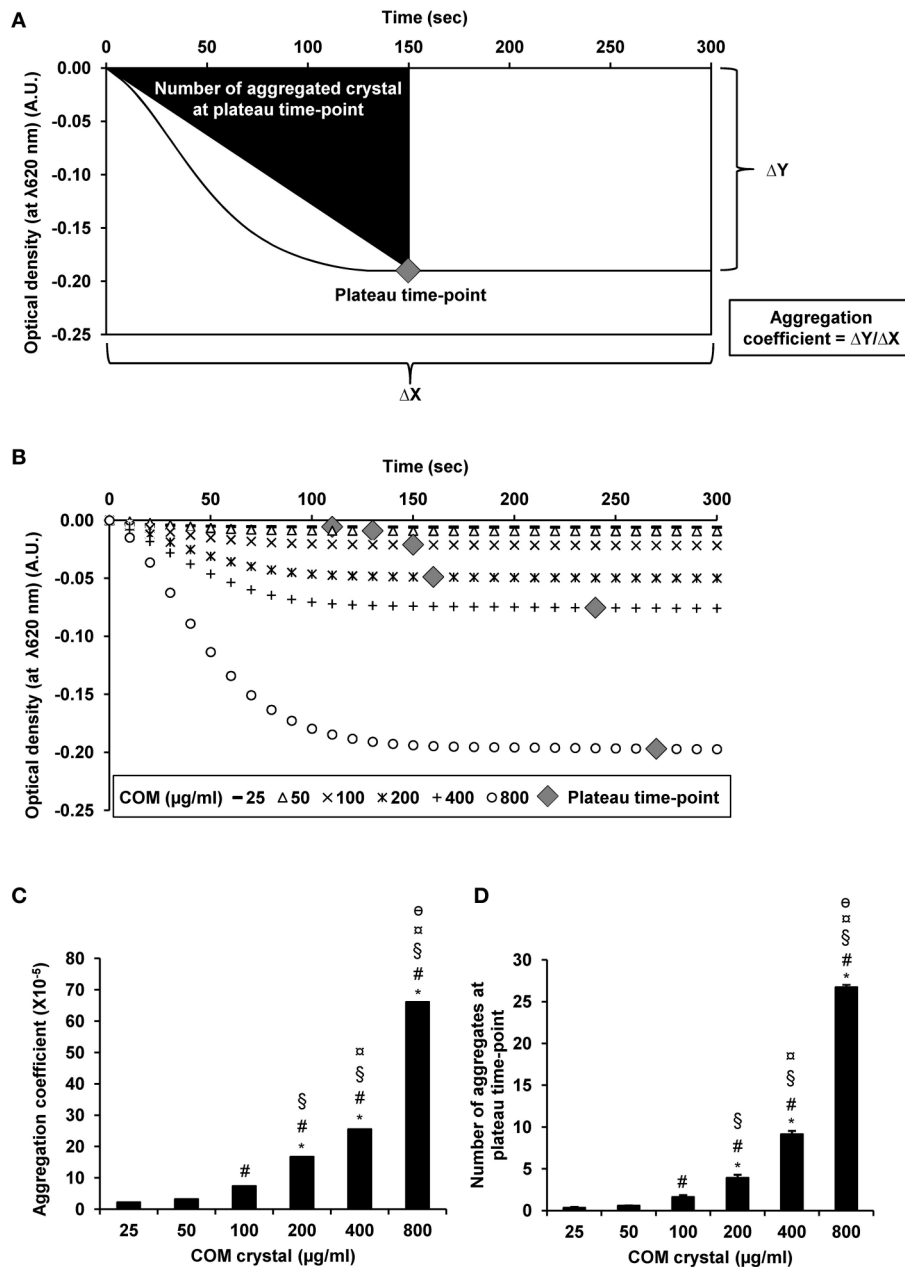 A
Time (sec)
0 50 100 150 200 250 300
0.00
-0.05
-0.10
-0.15
-0.20
-0.25
Optical density (at λ620 nm) (A.U.)
Number of aggregated crystal
at plateau time-point
Plateau time-point
ΔY
ΔX
Aggregation
coefficient = ΔY/ΔX
B
Time (sec)
0 50 100 150 200 250 300
0.00
-0.05
-0.10
-0.15
-0.20
-0.25
Optical density (at λ620 nm) (A.U.)
COM (µg/ml) 25 50 100 200 400 800 Plateau time-point
C
Aggregation coefficient (X10⁻⁵)
80
70
60
50
40
30
20
10
0
#
§
#
*
¤
§
#
*
ɵ
¤
§
#
*
25 50 100 200 400 800
COM crystal (µg/ml)
D
Number of aggregates at
plateau time-point
30
25
20
15
10
5
0
#
§
#
*
¤
§
#
*
ɵ
¤
§
#
*
25 50 100 200 400 800
COM crystal (µg/ml)